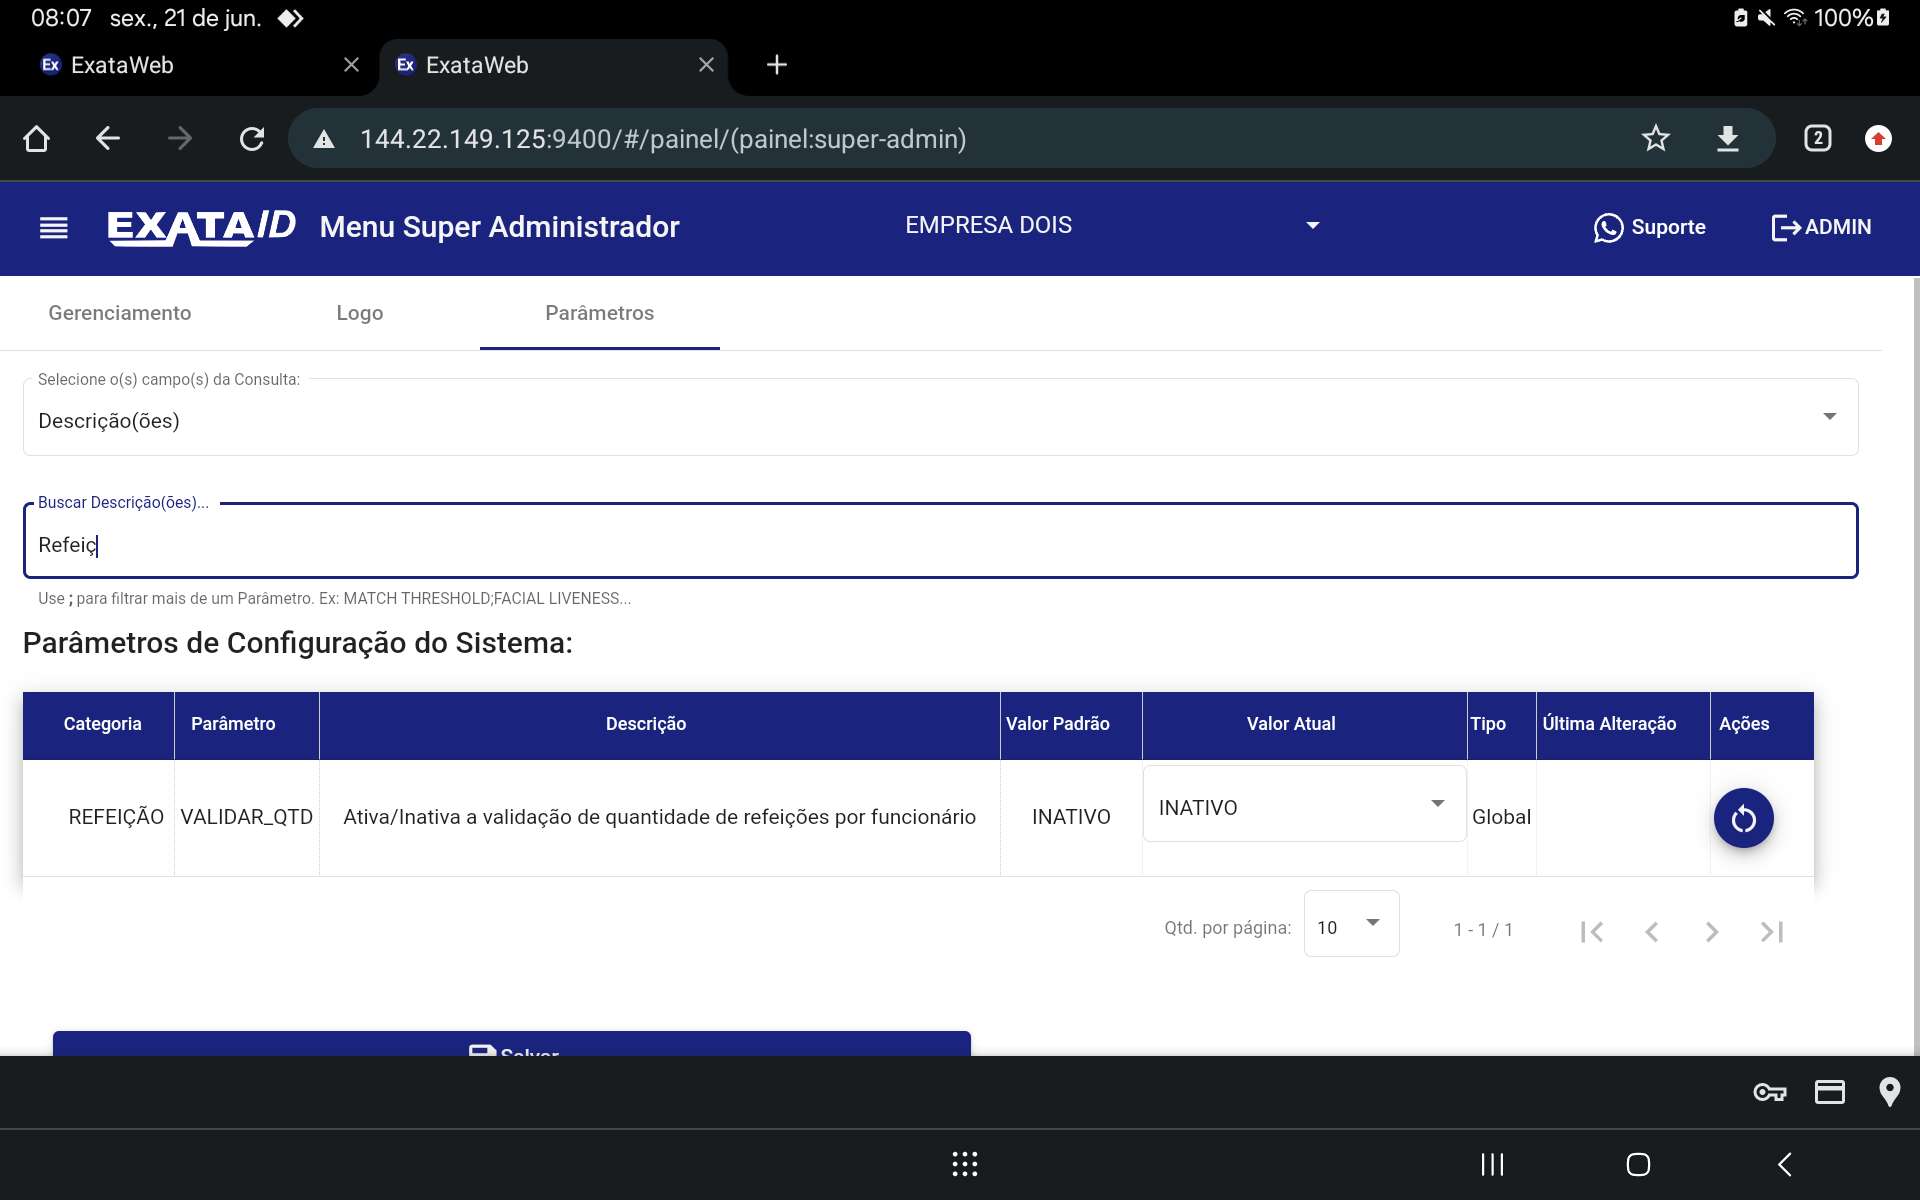 08:07 sex., 21 de jun. 100%
Ex ExataWeb
Ex ExataWeb
144.22.149.125:9400/#/painel/(painel:super-admin)
2
EXATAID Menu Super Administrador EMPRESA DOIS Suporte ADMIN
Gerenciamento Logo Parâmetros
Selecione o(s) campo(s) da Consulta:
Descrição(ões)
Buscar Descrição(ões)...
Refeiç
Use ; para filtrar mais de um Parâmetro. Ex: MATCH THRESHOLD;FACIAL LIVENESS...
Parâmetros de Configuração do Sistema:
Categoria Parâmetro Descrição Valor Padrão Valor Atual Tipo Última Alteração Ações
REFEIÇÃO VALIDAR_QTD Ativa/Inativa a validação de quantidade de refeições por funcionário INATIVO INATIVO Global
Qtd. por página: 10 1 - 1 / 1
Salvar